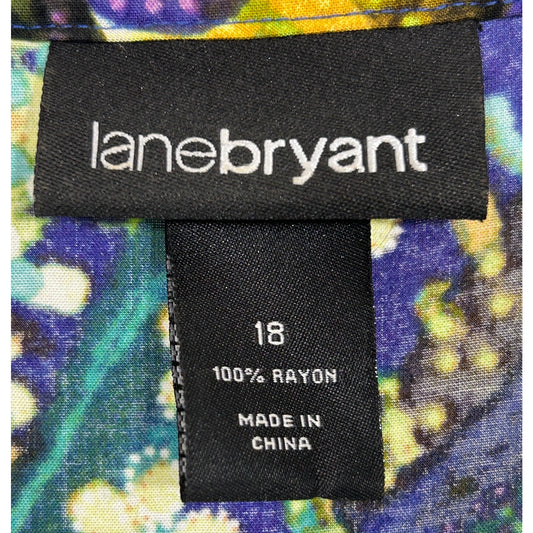 lanebryant
18
100% RAYON
MADE IN
CHINA